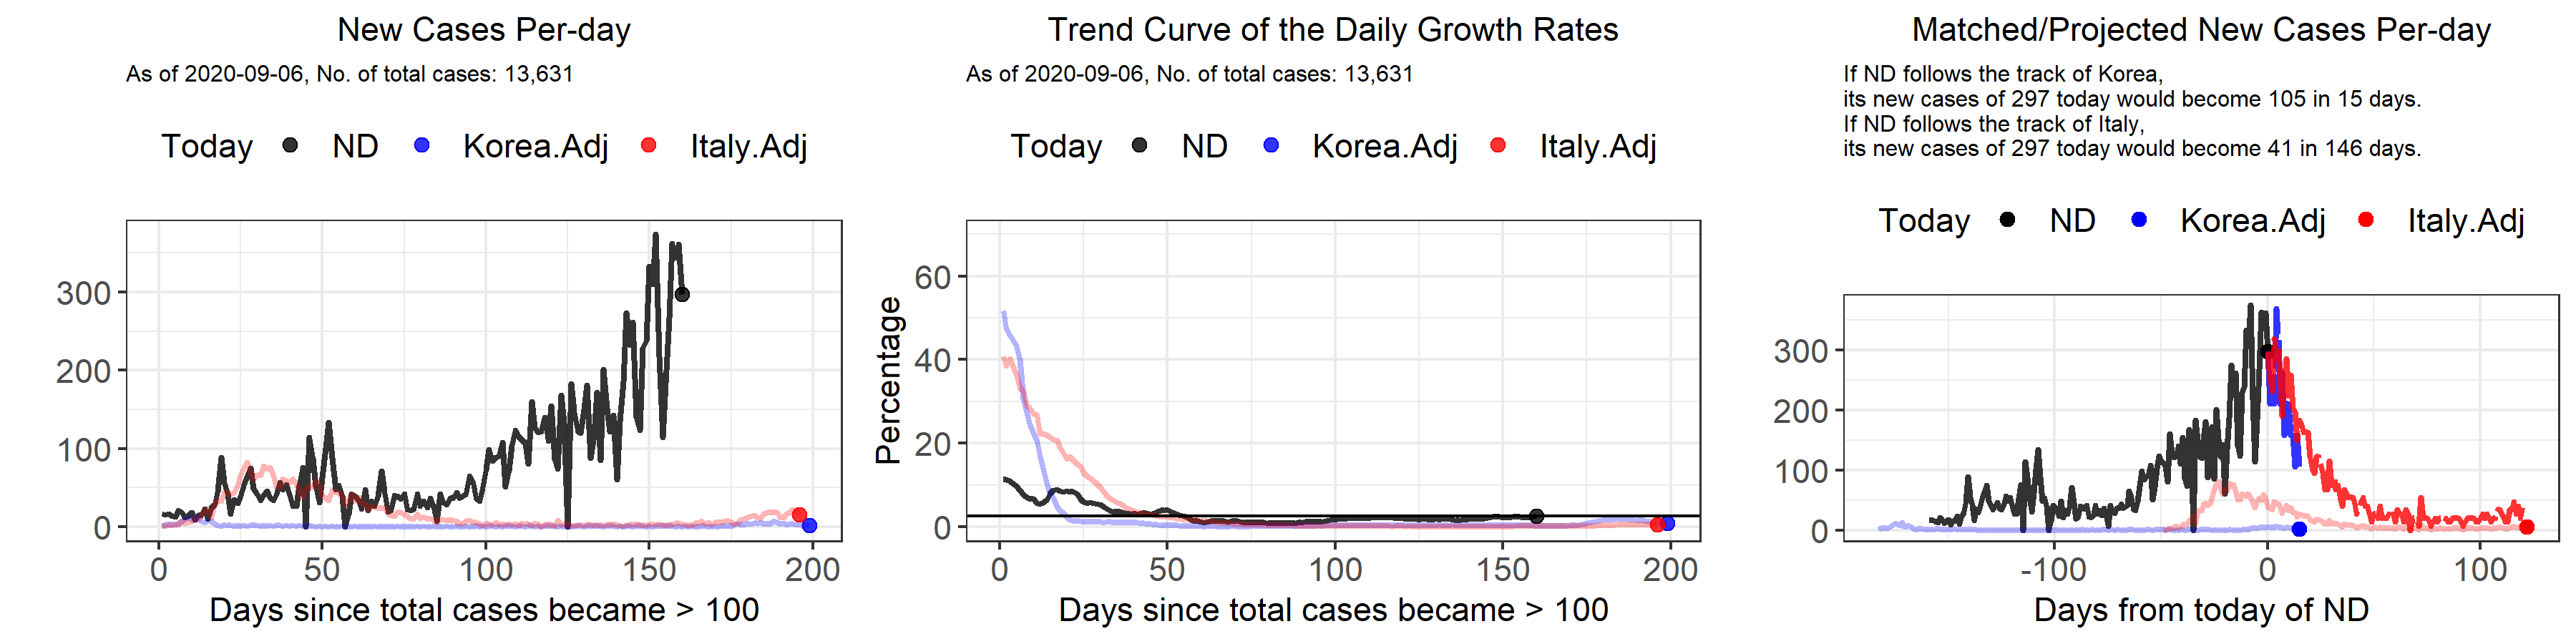 New Cases Per-day
As of 2020-09-06, No. of total cases: 13,631
Today ND Korea.Adj Italy.Adj
300
200
100
0
0 50 100 150 200
Days since total cases became > 100
Trend Curve of the Daily Growth Rates
As of 2020-09-06, No. of total cases: 13,631
Today ND Korea.Adj Italy.Adj
Percentage
60
40
20
0
0 50 100 150 200
Days since total cases became > 100
Matched/Projected New Cases Per-day
If ND follows the track of Korea,
its new cases of 297 today would become 105 in 15 days.
If ND follows the track of Italy,
its new cases of 297 today would become 41 in 146 days.
Today ND Korea.Adj Italy.Adj
300
200
100
0
-100 0 100
Days from today of ND